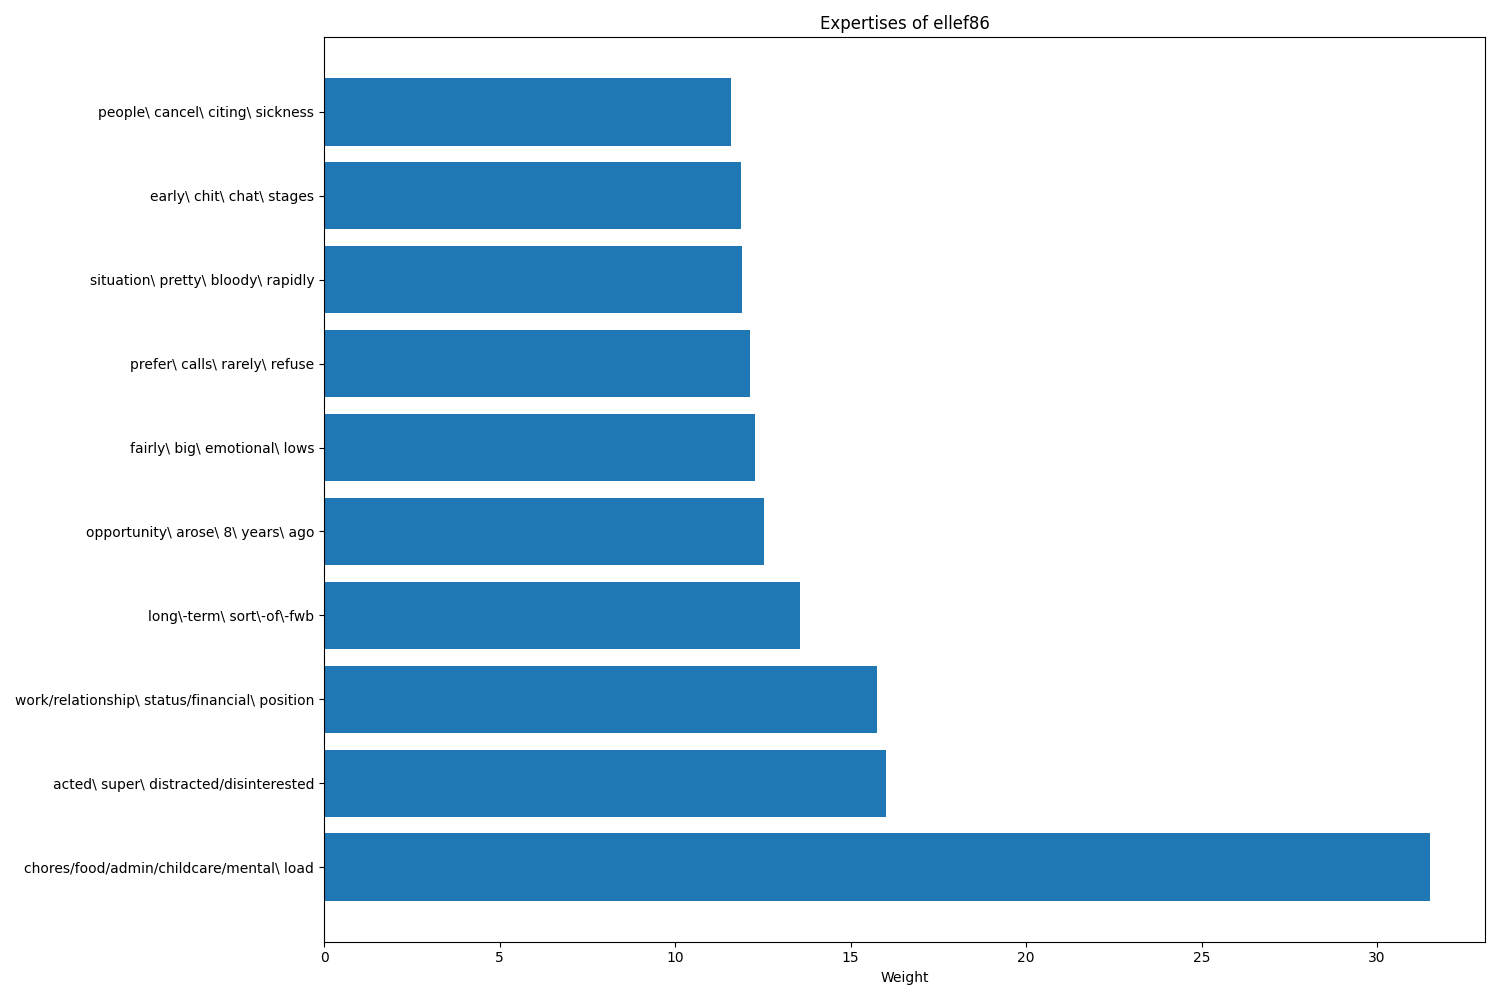 Expertises of ellef86
people\ cancel\ citing\ sickness
early\ chit\ chat\ stages
situation\ pretty\ bloody\ rapidly
prefer\ calls\ rarely\ refuse
fairly\ big\ emotional\ lows
opportunity\ arose\ 8\ years\ ago
long\-term\ sort\-of\-fwb
work/relationship\ status/financial\ position
acted\ super\ distracted/disinterested
chores/food/admin/childcare/mental\ load
0 5 10 15 20 25 30
Weight